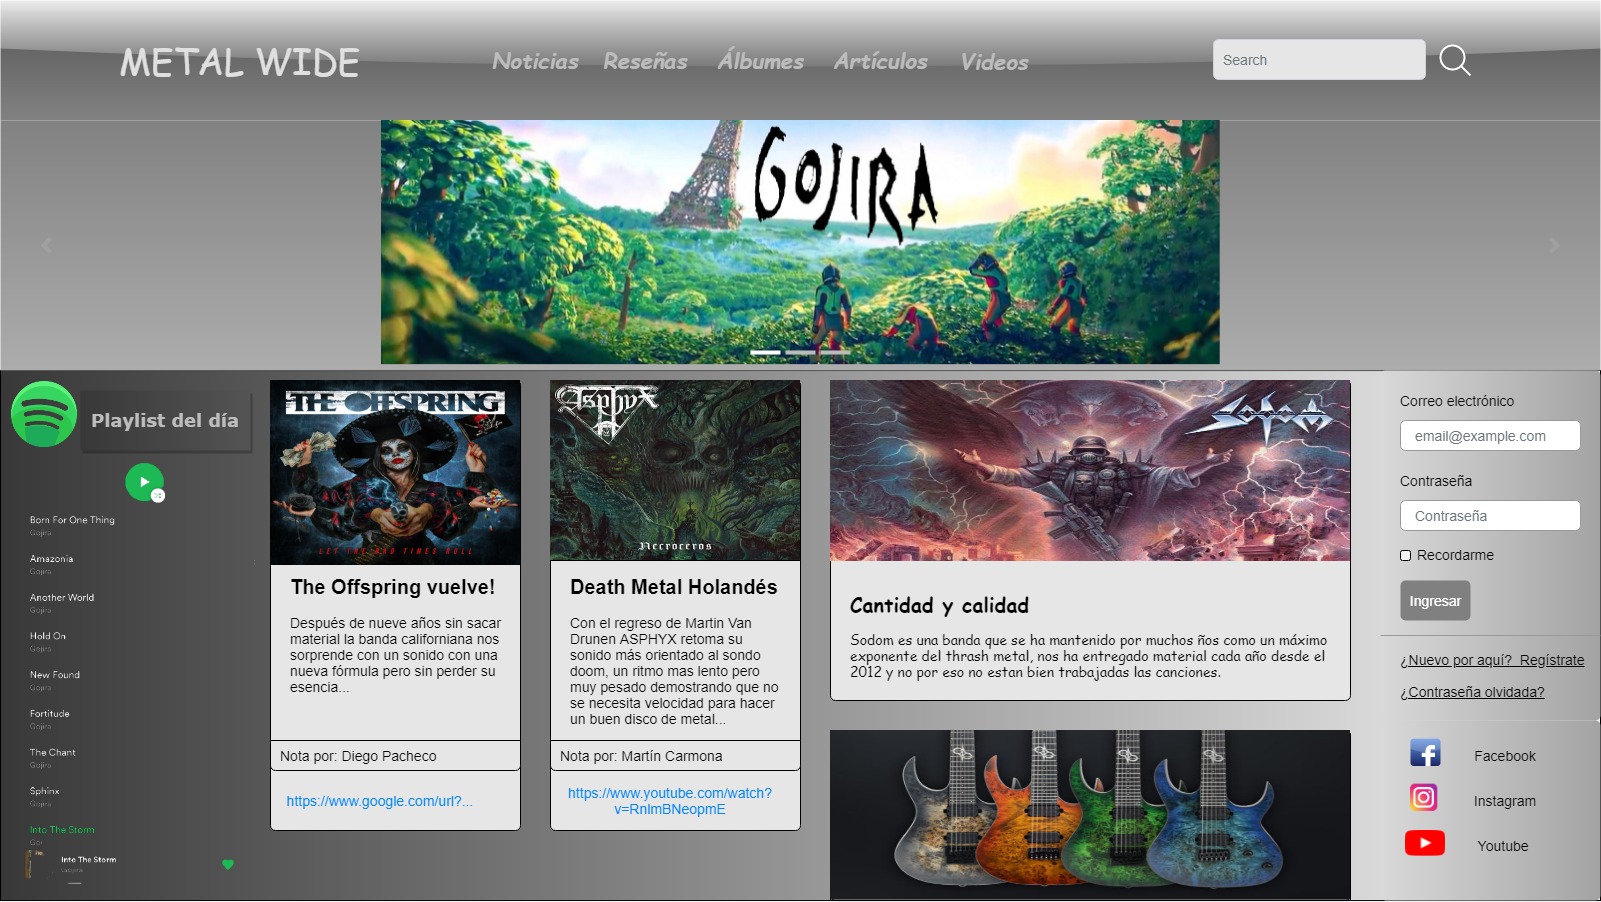 METAL WIDE
Noticias Reseñas Álbumes Artículos Videos
Search
GOJIRA
Playlist del día
Born For One Thing
Gojira
Amazonia
Gojira
Another World
Gojira
Hold On
Gojira
New Found
Gojira
Fortitude
Gojira
The Chant
Gojira
Sphinx
Gojira
Into The Storm
Into The Storm
THE OFFSPRING
LET THE BAD TIMES ROLL
The Offspring vuelve!
Después de nueve años sin sacar
material la banda californiana nos
sorprende con un sonido con una
nueva fórmula pero sin perder su
esencia...
Nota por: Diego Pacheco
https://www.google.com/url?...
Asphyx
Necroceros
Death Metal Holandés
Con el regreso de Martin Van
Drunen ASPHYX retoma su
sonido más orientado al sondo
doom, un ritmo mas lento pero
muy pesado demostrando que no
se necesita velocidad para hacer
un buen disco de metal...
Nota por: Martín Carmona
https://www.youtube.com/watch?
v=RnlmBNeopmE
SODOM
Cantidad y calidad
Sodom es una banda que se ha mantenido por muchos ños como un máximo
exponente del thrash metal, nos ha entregado material cada año desde el
2012 y no por eso no estan bien trabajadas las canciones.
Correo electrónico
email@example.com
Contraseña
Contraseña
Recordarme
Ingresar
¿Nuevo por aquí? Regístrate
¿Contraseña olvidada?
Facebook
Instagram
Youtube